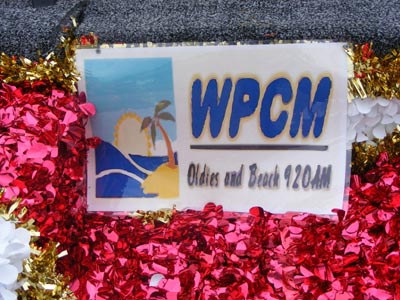 WPCM
Oldies and Beach 920AM